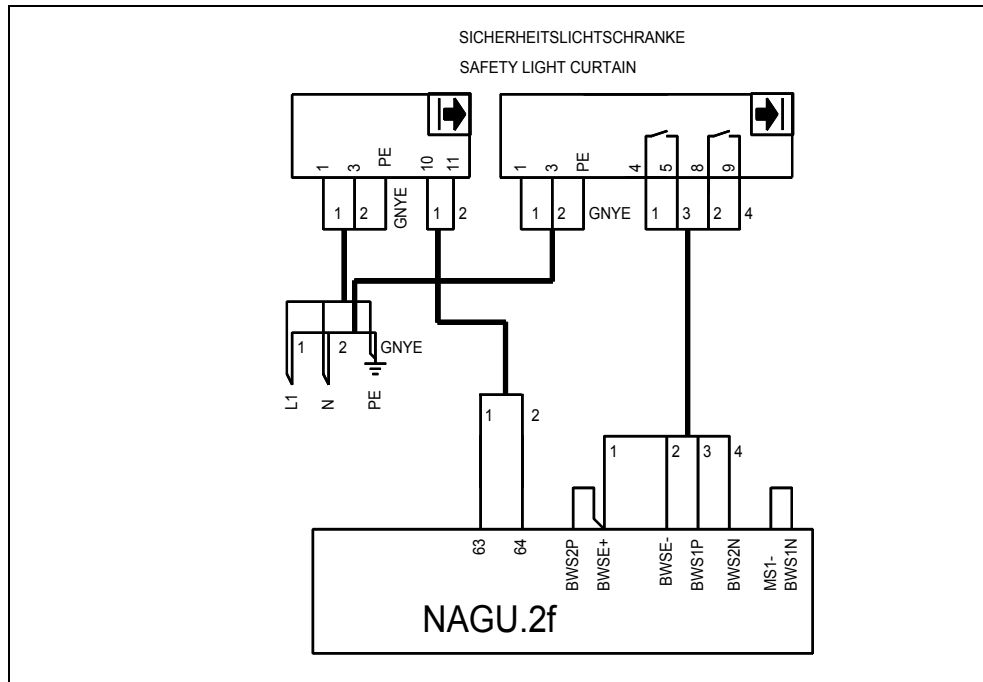 SICHERHEITSLICHTSCHRANKE
SAFETY LIGHT CURTAIN
1 3 PE 10 11 1 3 PE 4 5 8 9
1 2 GNYE 1 2 1 2 GNYE 1 3 2 4
1 2 GNYE
L1 N PE
1 2
1 2 3 4
63 64 BWS2P BWSE+ BWSE- BWS1P BWS2N MS1- BWS1N
NAGU.2f